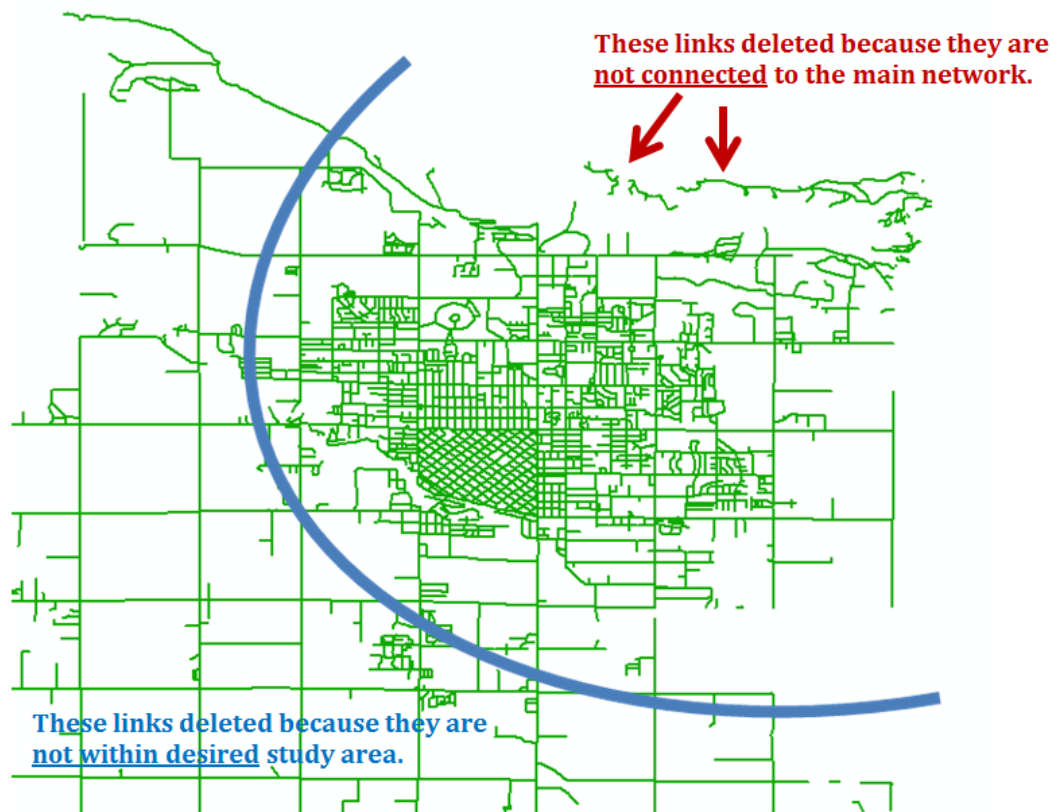 These links deleted because they are
not connected to the main network.
These links deleted because they are
not within desired study area.